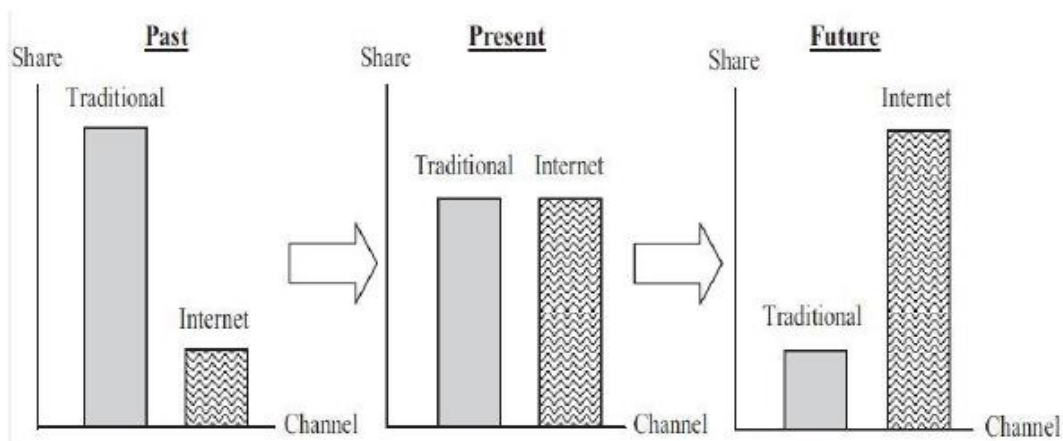 Past
Share
Traditional
Internet
Channel
Present
Share
Traditional Internet
Channel
Future
Share
Internet
Traditional
Channel